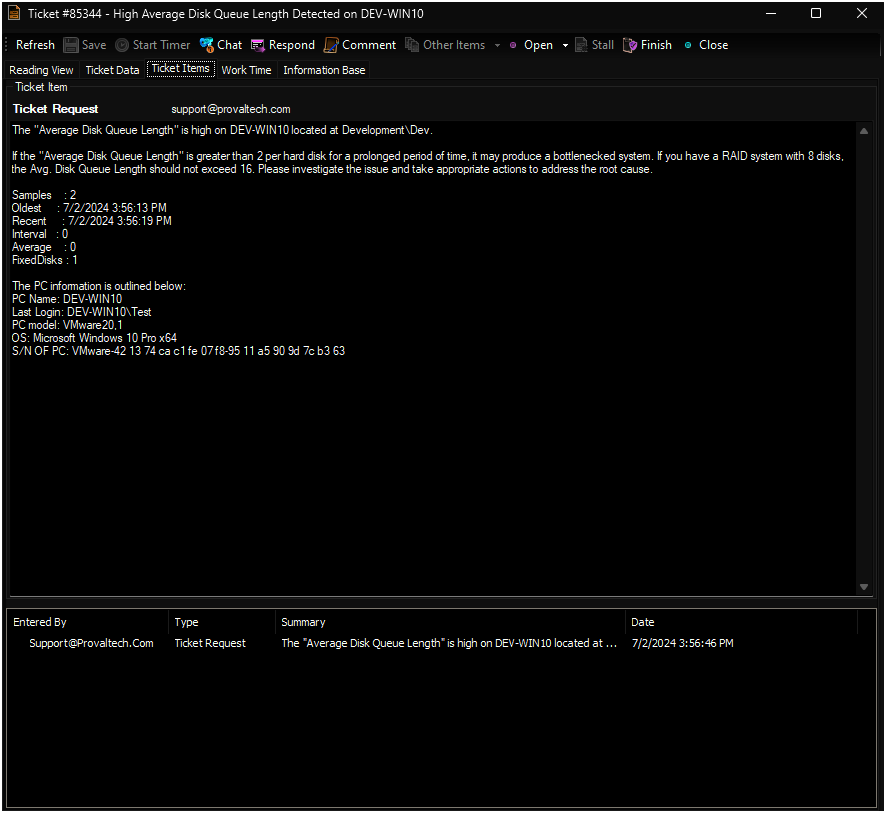 Ticket #85344 - High Average Disk Queue Length Detected on DEV-WIN10
Refresh Save Start Timer Chat Respond Comment Other Items Open Stall Finish Close
Reading View Ticket Data Ticket Items Work Time Information Base
Ticket Item
Ticket Request support@provaltech.com
The "Average Disk Queue Length" is high on DEV-WIN10 located at Development\Dev.
If the "Average Disk Queue Length" is greater than 2 per hard disk for a prolonged period of time, it may produce a bottlenecked system. If you have a RAID system with 8 disks,
the Avg. Disk Queue Length should not exceed 16. Please investigate the issue and take appropriate actions to address the root cause.
Samples : 2
Oldest : 7/2/2024 3:56:13 PM
Recent : 7/2/2024 3:56:19 PM
Interval : 0
Average : 0
FixedDisks : 1
The PC information is outlined below:
PC Name: DEV-WIN10
Last Login: DEV-WIN10\Test
PC model: VMware20,1
OS: Microsoft Windows 10 Pro x64
S/N OF PC: VMware-42 13 74 ca c1 fe 07 f8-95 11 a5 90 9d 7c b3 63
Entered By Type Summary Date
Support@Provaltech.Com Ticket Request The "Average Disk Queue Length" is high on DEV-WIN10 located at ... 7/2/2024 3:56:46 PM